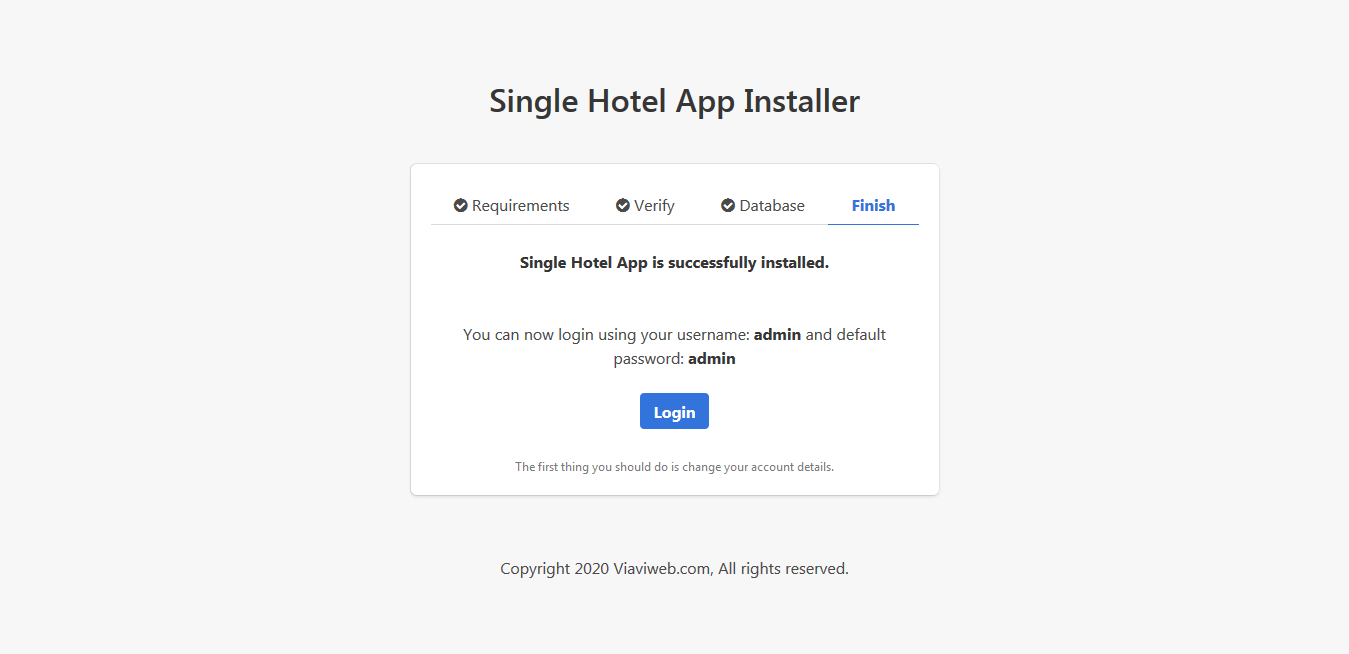 Single Hotel App Installer
Requirements
Verify
Database
Finish
Single Hotel App is successfully installed.
You can now login using your username: admin and default
password: admin
Login
The first thing you should do is change your account details.
Copyright 2020 Viaviweb.com, All rights reserved.